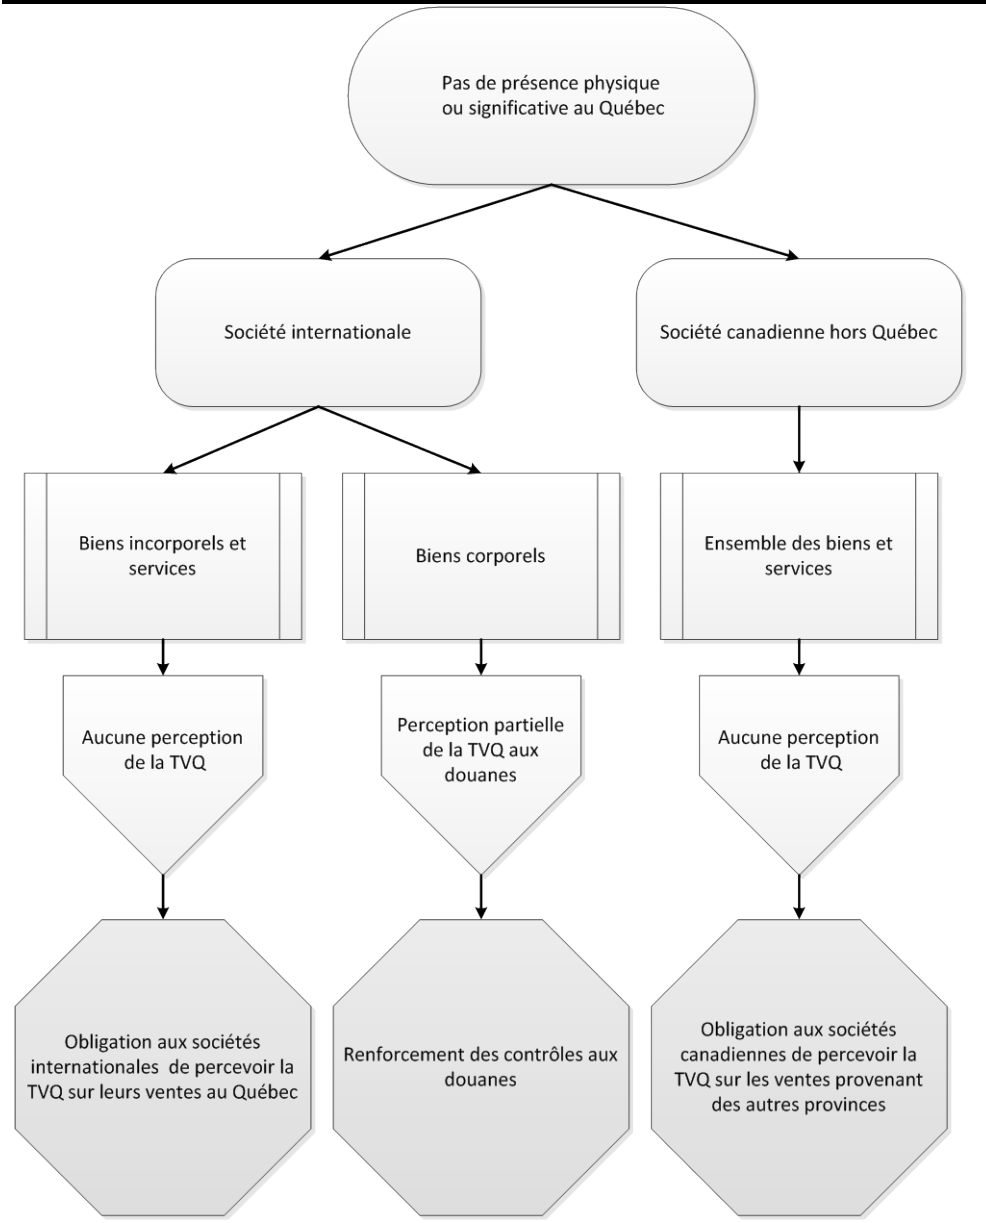 Pas de présence physique
ou significative au Québec
Société internationale
Société canadienne hors Québec
Biens incorporels et
services
Biens corporels
Ensemble des biens et
services
Aucune perception
de la TVQ
Perception partielle
de la TVQ aux
douanes
Aucune perception
de la TVQ
Obligation aux sociétés
internationales de percevoir la
TVQ sur leurs ventes au Québec
Renforcement des contrôles aux
douanes
Obligation aux sociétés
canadiennes de percevoir la
TVQ sur les ventes provenant
des autres provinces